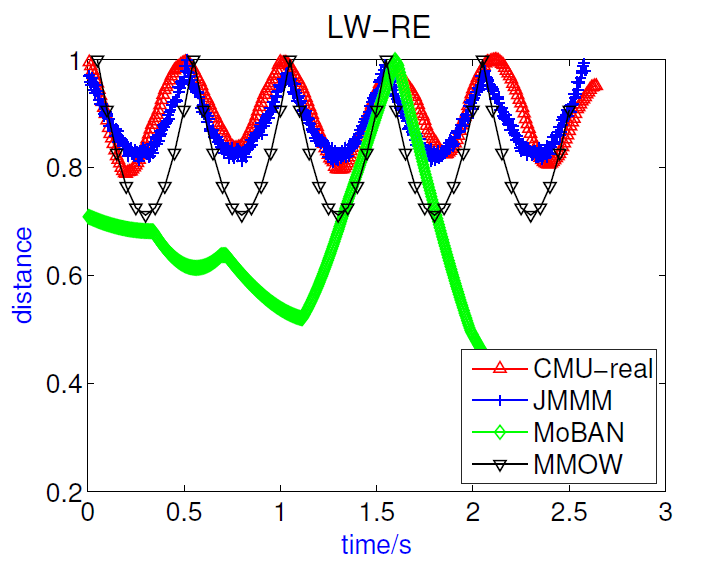 LW-RE
distance
1
0.8
0.6
0.4
0.2
0 0.5 1 1.5 2 2.5 3
time/s
CMU-real
JMMM
MoBAN
MMOW